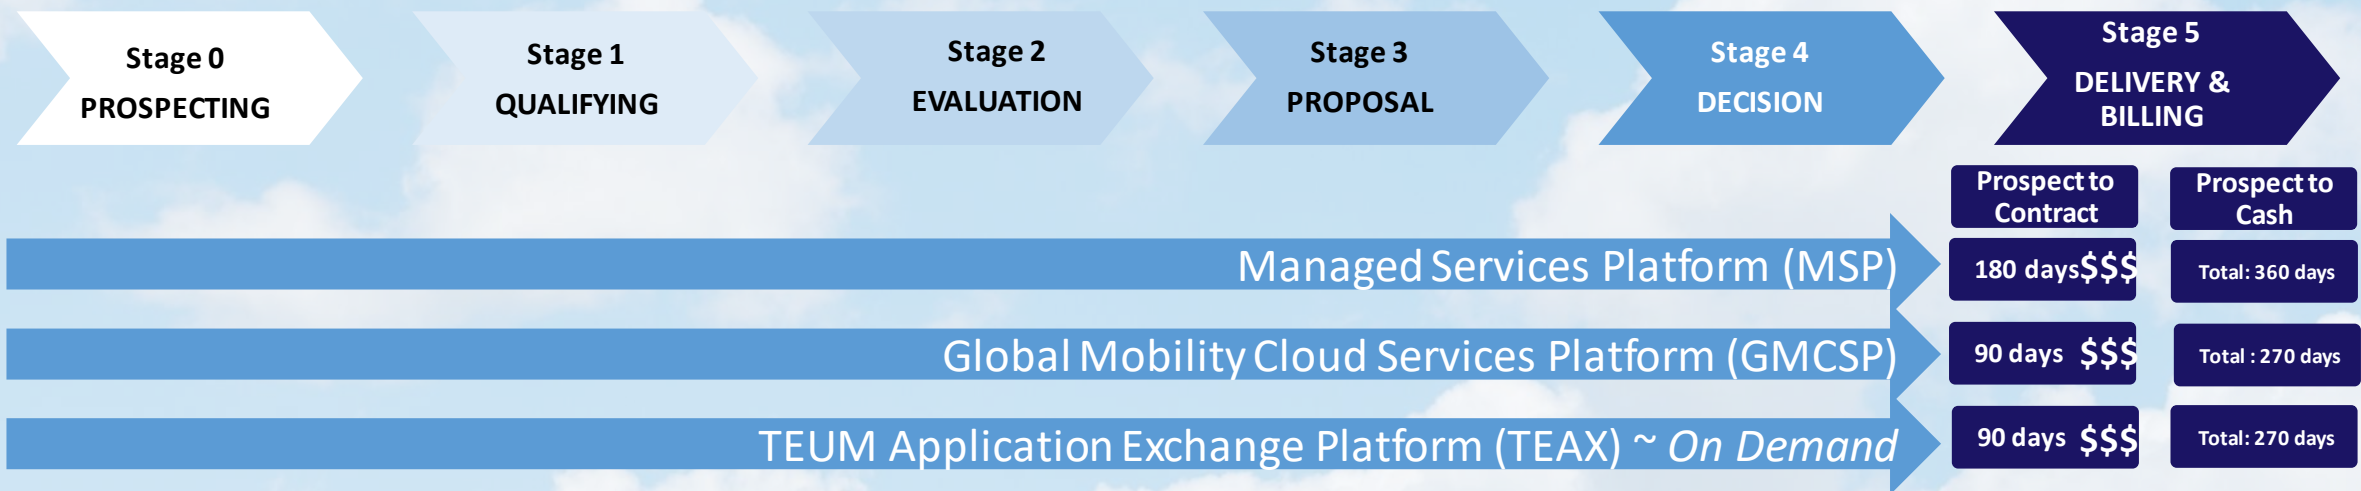 Stage 0
PROSPECTING
Stage 1
QUALIFYING
Stage 2
EVALUATION
Stage 3
PROPOSAL
Stage 4
DECISION
Stage 5
DELIVERY &
BILLING
Prospect to
Contract
Prospect to
Cash
Managed Services Platform (MSP)
180 days $$$
Total: 360 days
Global Mobility Cloud Services Platform (GMCSP)
90 days $$$
Total : 270 days
TEUM Application Exchange Platform (TEAX) ~ On Demand
90 days $$$
Total: 270 days